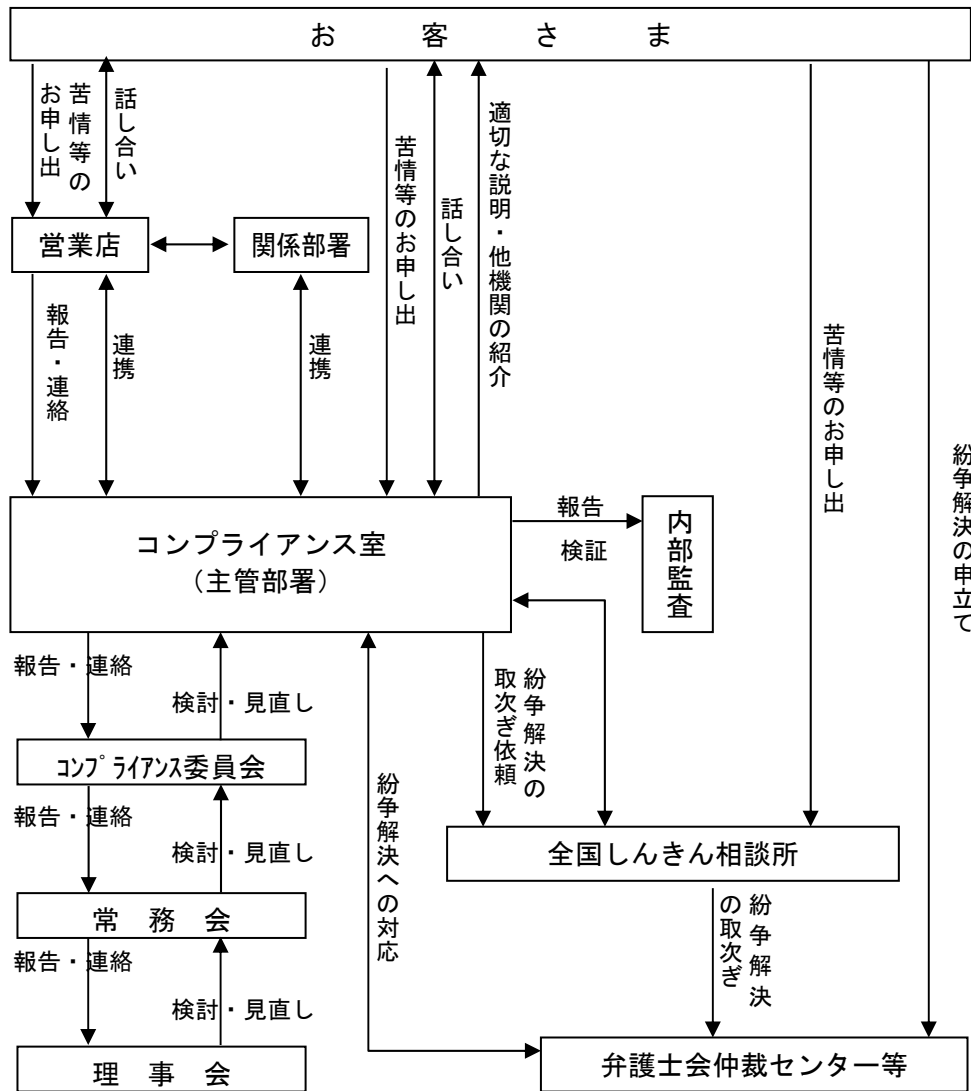 お　客　さ　ま
苦情等の
お申し出
話し合い
苦情等のお申し出
話し合い
適切な説明・他機関の紹介
苦情等のお申し出
紛争解決の申立て
営業店
関係部署
報告・連絡
連携
連携
コンプライアンス室
（主管部署）
報告
検証
内部監査
報告・連絡
検討・見直し
紛争解決の
取次ぎ依頼
紛争解決への対応
ｺﾝﾌﾟﾗｲｱﾝｽ委員会
報告・連絡
検討・見直し
全国しんきん相談所
常　務　会
紛争解決
の取次ぎ
報告・連絡
検討・見直し
理　事　会
弁護士会仲裁センター等